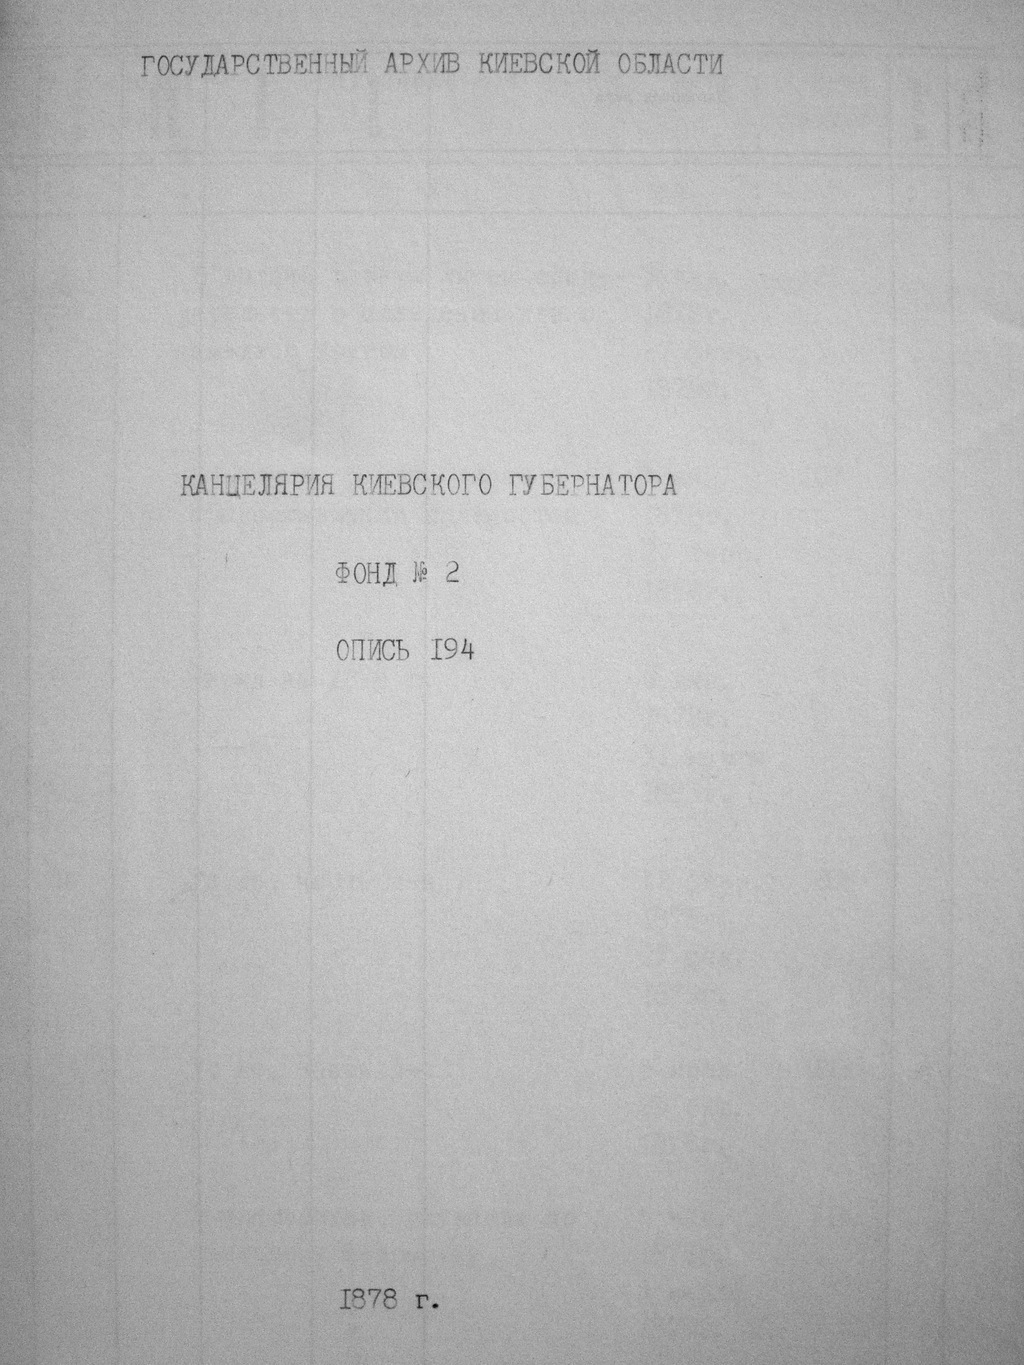 ГОСУДАРСТВЕННЫЙ АРХИВ КИЕВСКОЙ ОБЛАСТИ
КАНЦЕЛЯРИЯ КИЕВСКОГО ГУБЕРНАТОРА
ФОНД № 2
ОПИСЬ I94
I878 г.